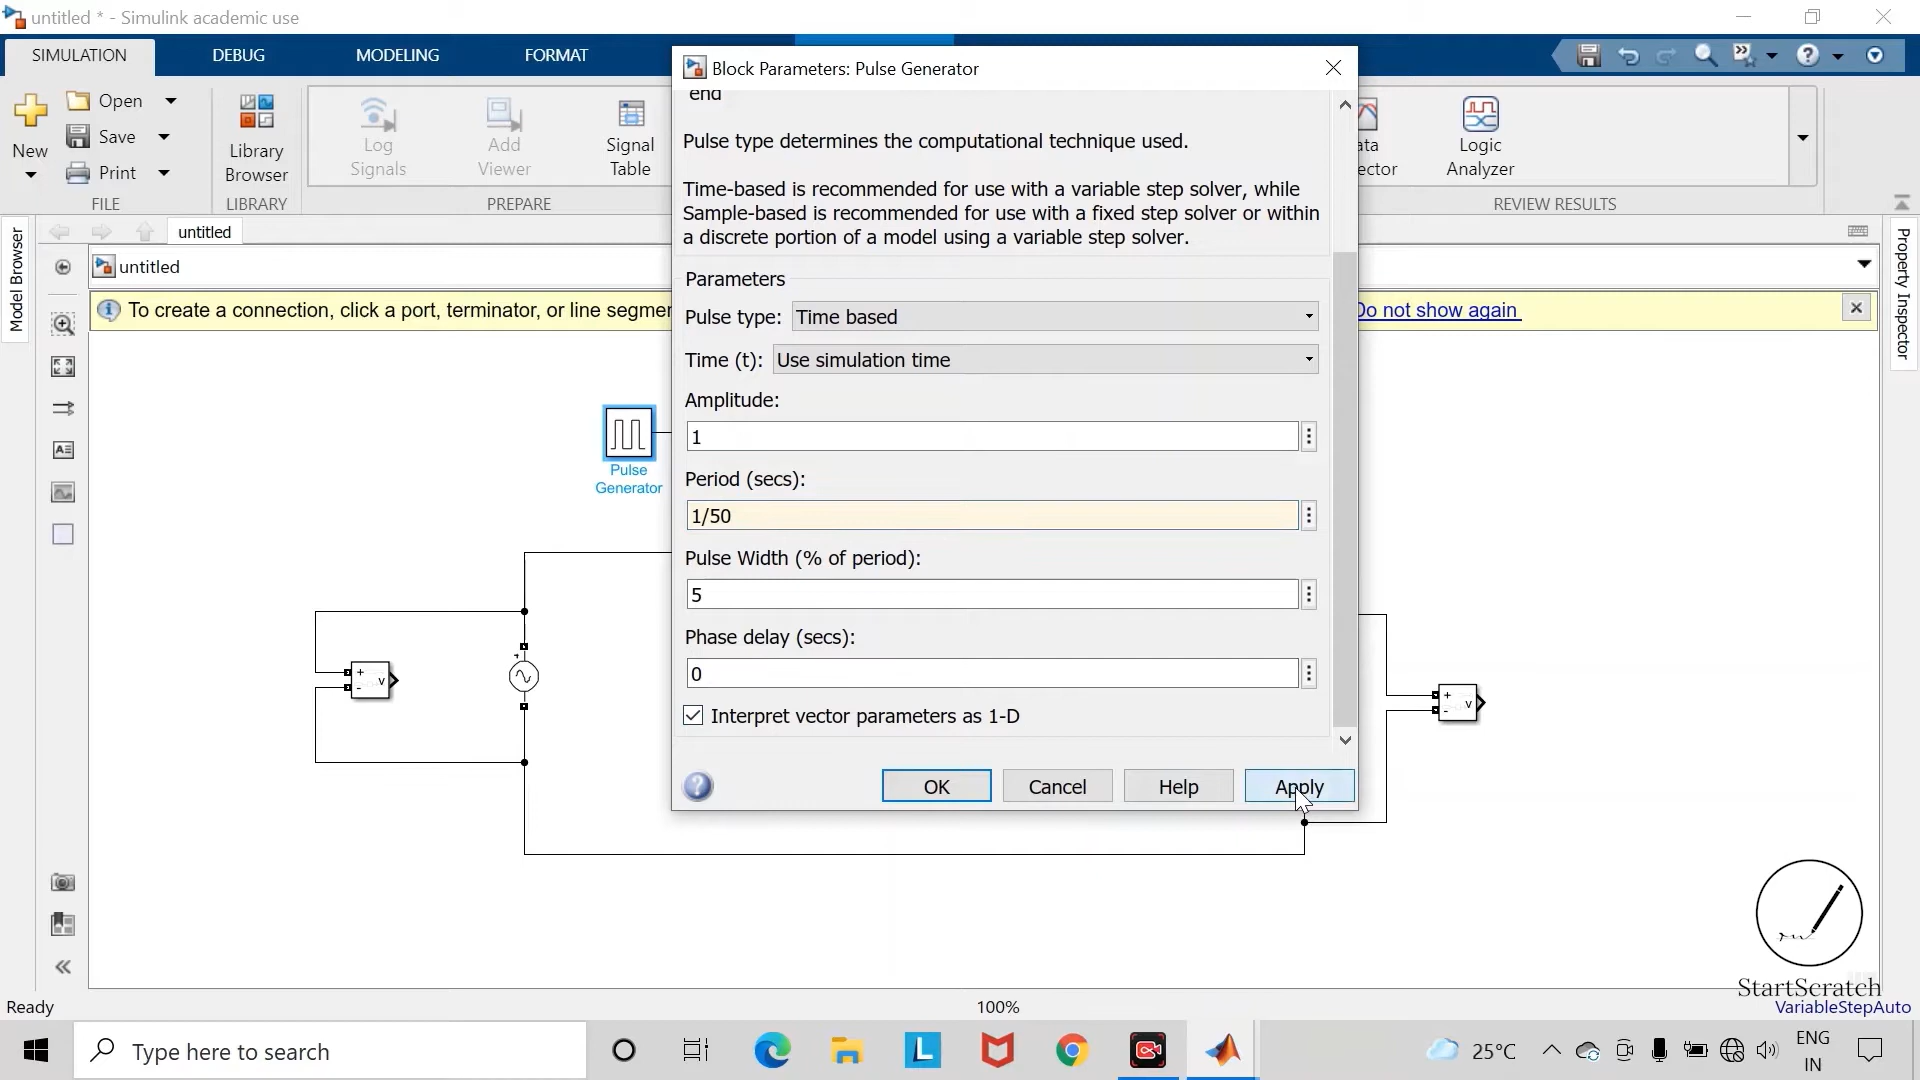 untitled * - Simulink academic use
SIMULATION
DEBUG
MODELING
FORMAT
New
Open
Save
Print
FILE
Library
Browser
LIBRARY
Log
Signals
Add
Viewer
Signal
Table
PREPARE
Logic
Analyzer
REVIEW RESULTS
Model Browser
untitled
untitled
Property Inspector
To create a connection, click a port, terminator, or line segme
Do not show again
Block Parameters: Pulse Generator
end
Pulse type determines the computational technique used.
Time-based is recommended for use with a variable step solver, while
Sample-based is recommended for use with a fixed step solver or within
a discrete portion of a model using a variable step solver.
Parameters
Pulse type: Time based
Time (t): Use simulation time
Amplitude:
1
Period (secs):
1/50
Pulse Width (% of period):
5
Phase delay (secs):
0
Interpret vector parameters as 1-D
OK
Cancel
Help
Apply
Pulse
Generator
+
- v
+
+
- v
StartScratch
Ready
100%
VariableStepAuto
Type here to search
L
25°C
ENG
IN